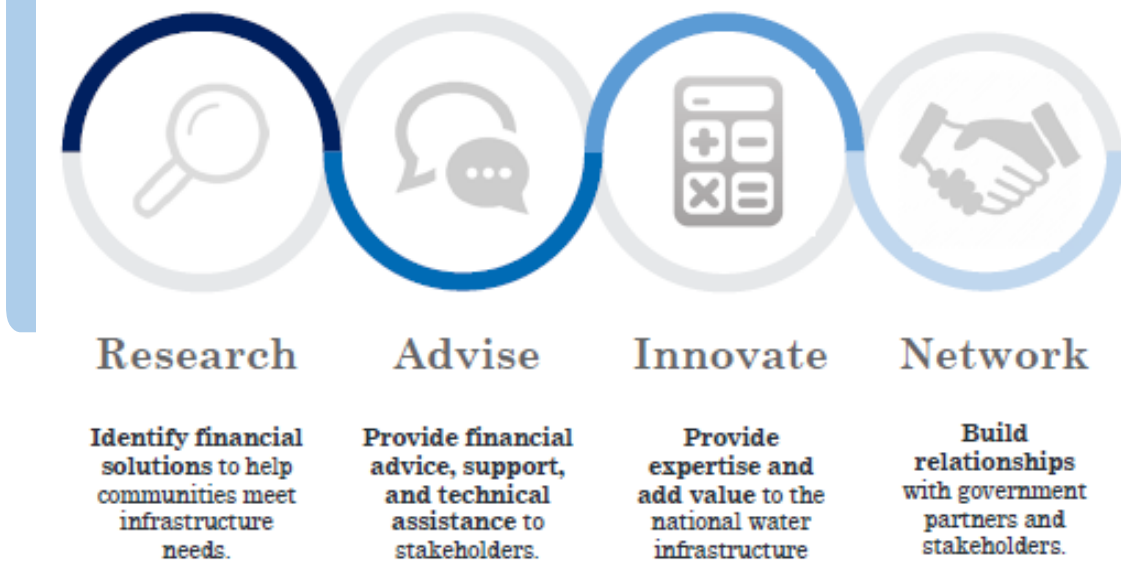 Research
Identify financial
solutions to help
communities meet
infrastructure
needs.
Advise
Provide financial
advice, support,
and technical
assistance to
stakeholders.
Innovate
Provide
expertise and
add value to the
national water
infrastructure
Network
Build
relationships
with government
partners and
stakeholders.